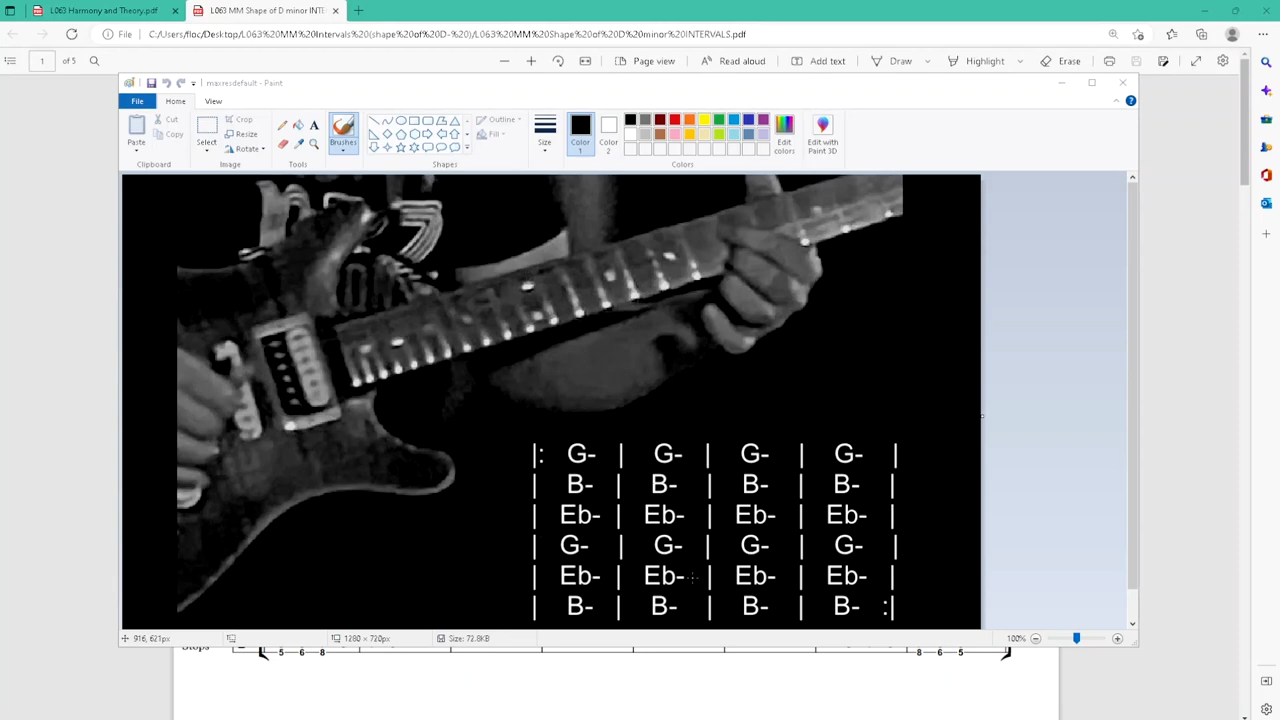 L063 Harmony and Theory.pdf
L063 MM Shape of D minor INTE
File
C:/Users/floc/Desktop/L063%20MM%20Intervals%20(shape%20of%20D-%20)/L063%20MM%20Shape%20of%20D%20minor%20INTERVALS.pdf
1 of 5
Page view
Read aloud
Add text
Draw
Highlight
Erase
maxresdefault - Paint
File Home View
Paste
Cut
Copy
Clipboard
Select
Crop
Resize
Rotate
Image
A
Tools
Brushes
Outline
Fill
Shapes
Size
Color 1
Color 2
Edit colors
Colors
Edit with Paint 3D
|: G- | G- | G- | G- |
| B- | B- | B- | B- |
| Eb- | Eb- | Eb- | Eb- |
| G- | G- | G- | G- |
| Eb- | Eb- | Eb- | Eb- |
| B- | B- | B- | B- :|
916, 621px
1280 × 720px
Size: 72.8KB
100%
Stops
5 6 8
8 6 5